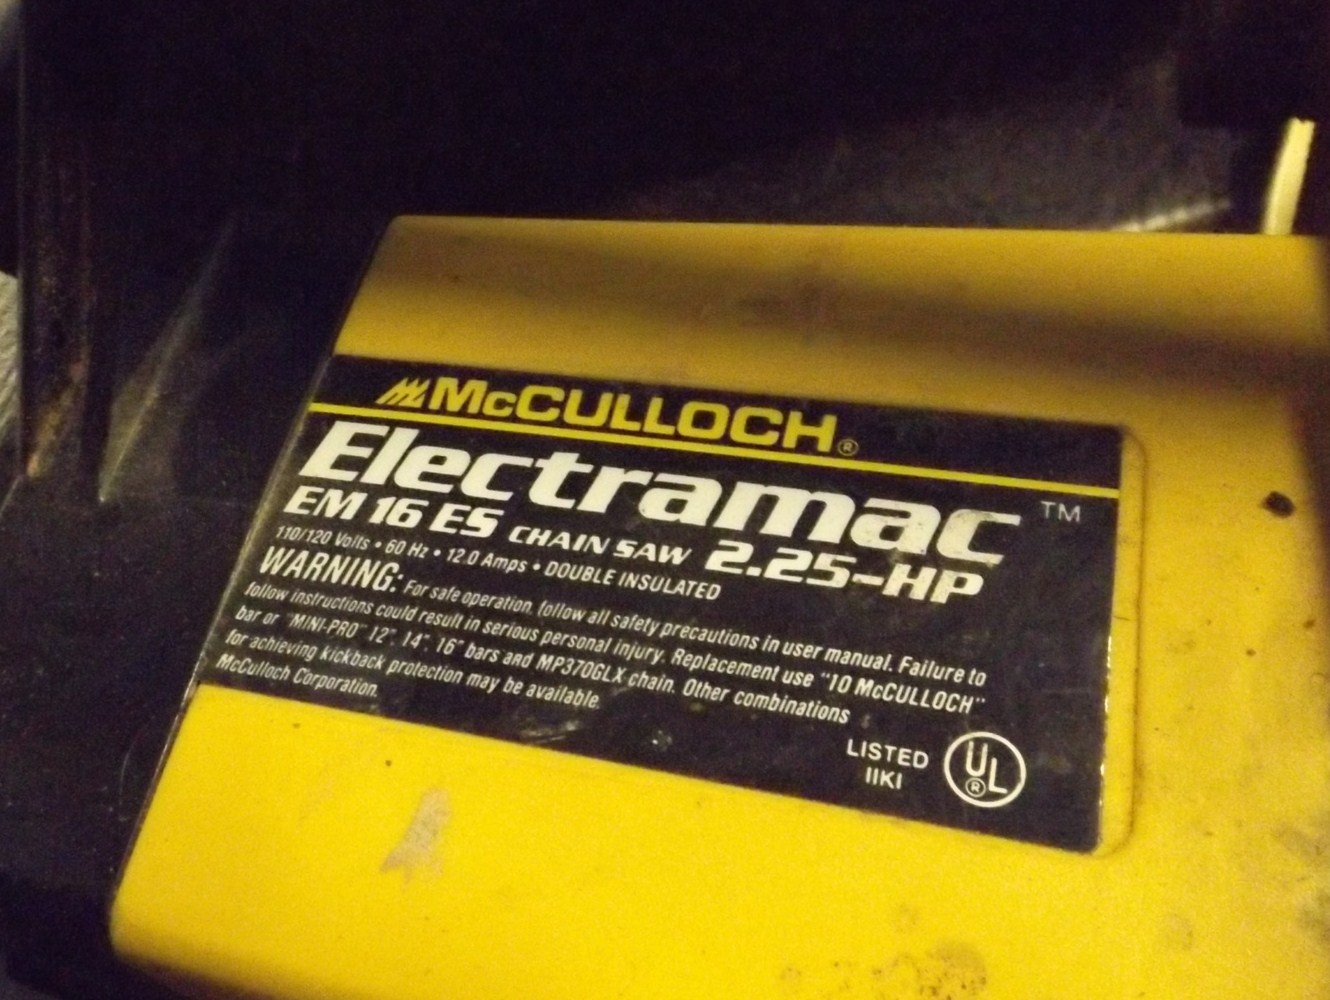 McCULLOCH®
Electramac ™
EM 16 ES CHAIN SAW 2.25-HP
110/120 Volts • 60 Hz • 12.0 Amps • DOUBLE INSULATED
WARNING: For safe operation, follow all safety precautions in user manual. Failure to
follow instructions could result in serious personal injury. Replacement use "10 McCULLOCH"
bar or "MINI-PRO" 12", 14", 16" bars and MP370GLX chain. Other combinations
for achieving kickback protection may be available.
McCulloch Corporation.
LISTED
IIKI
UL®